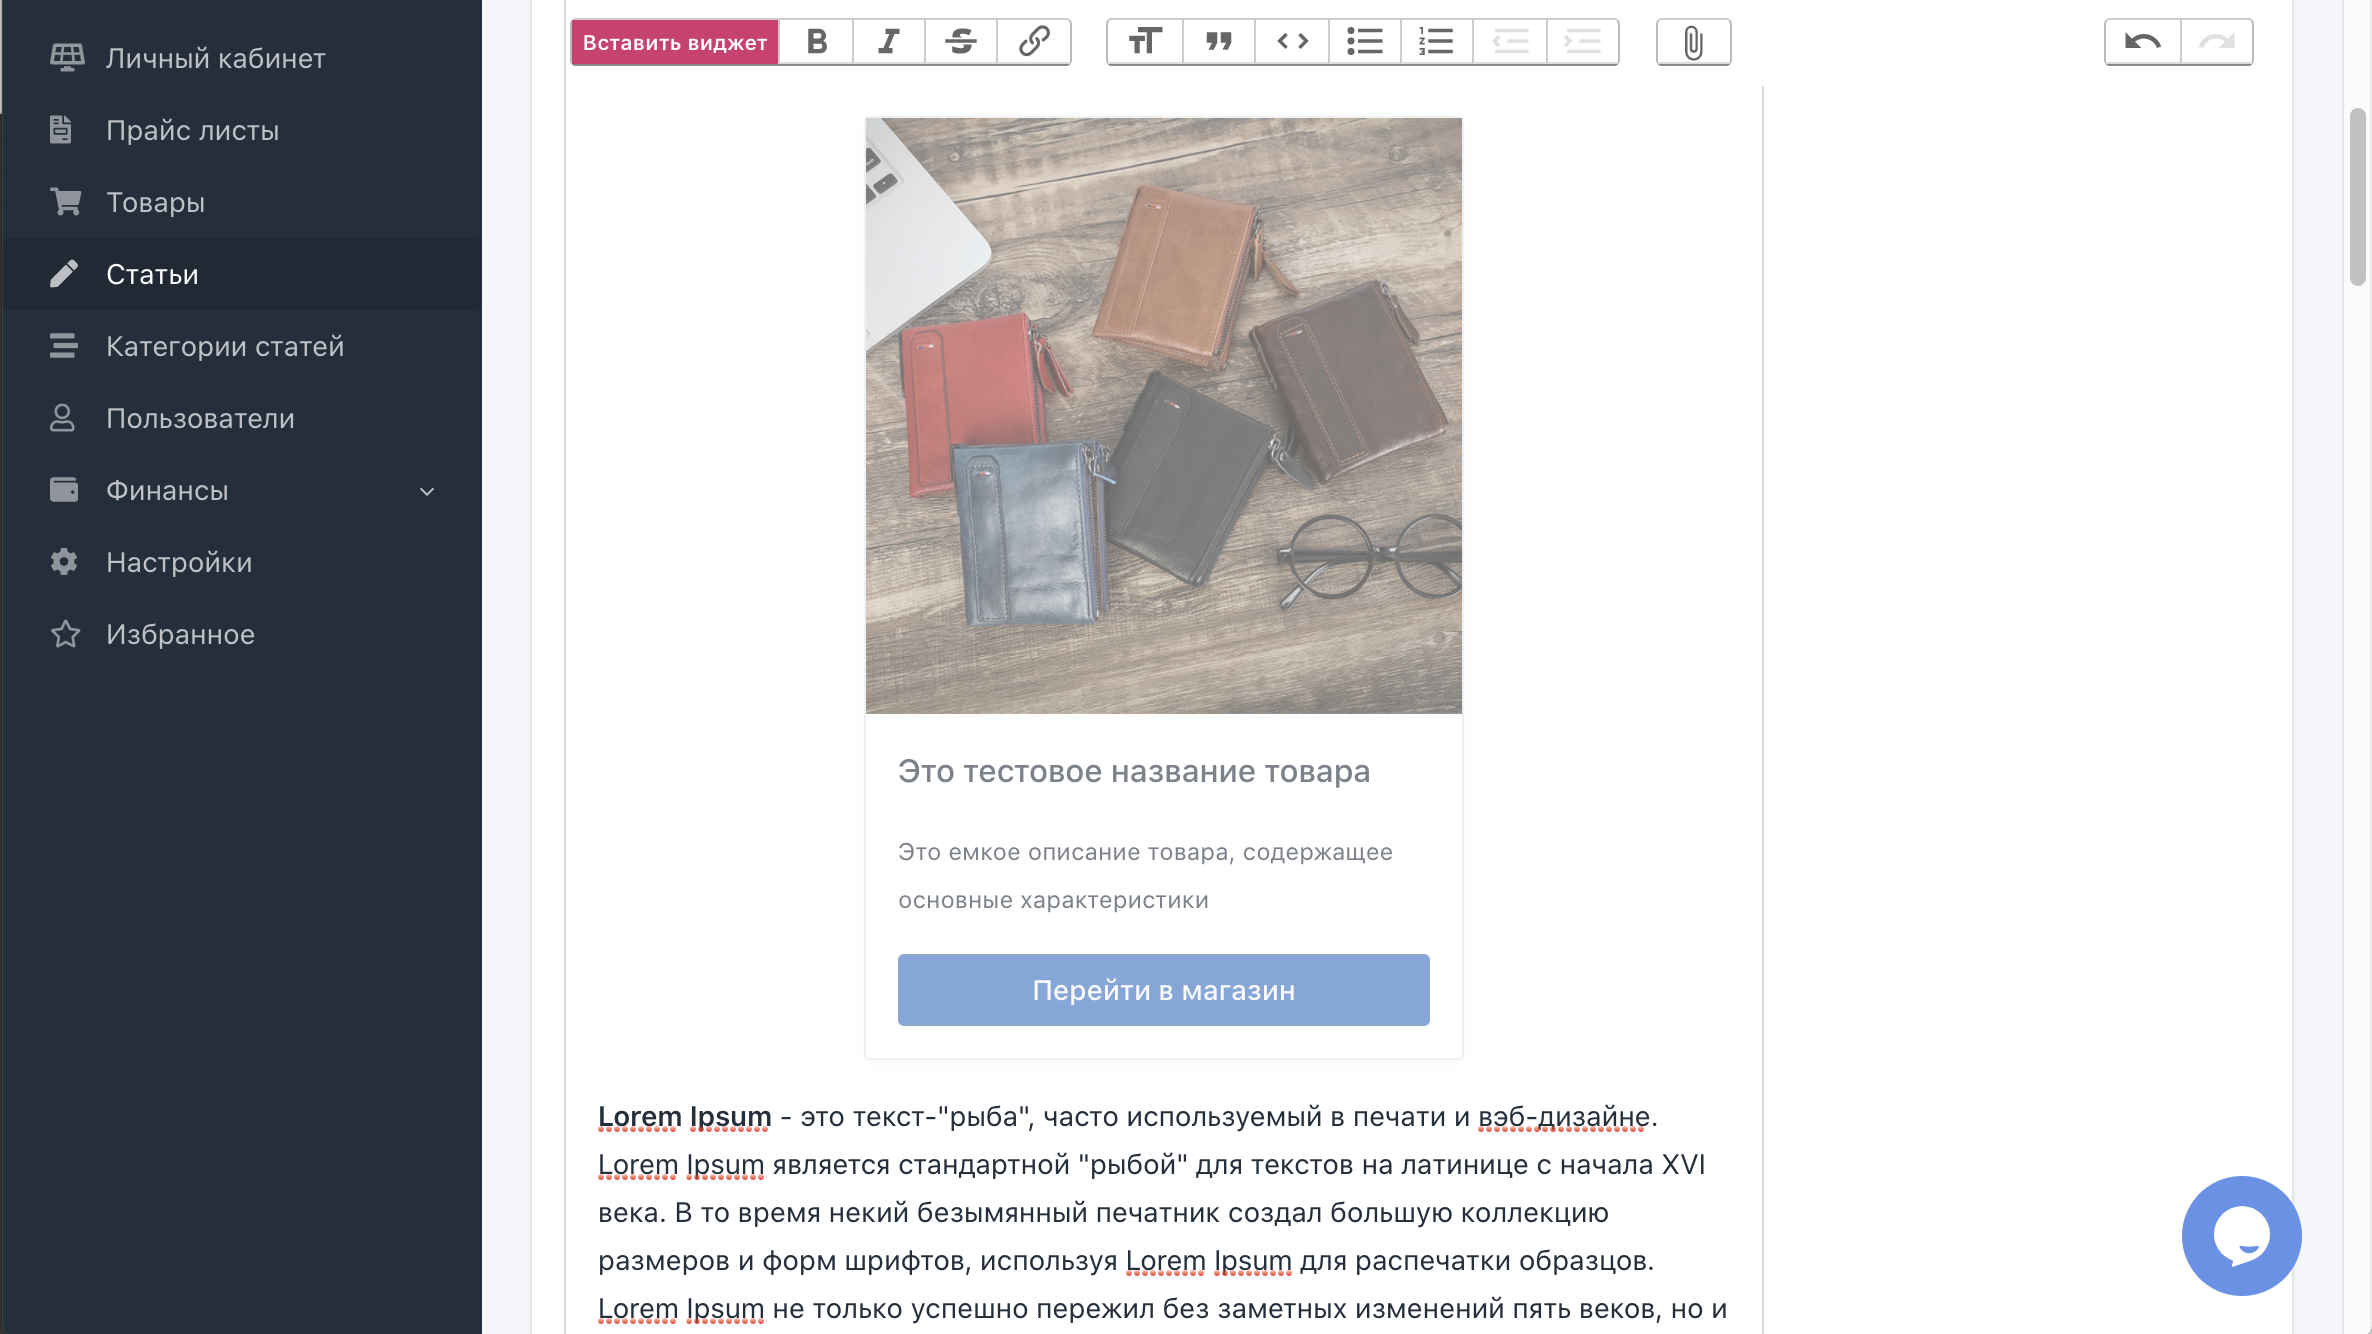 Личный кабинет
Прайс листы
Товары
Статьи
Категории статей
Пользователи
Финансы
Настройки
Избранное
Вставить виджет
Это тестовое название товара
Это емкое описание товара, содержащее
основные характеристики
Перейти в магазин
Lorem Ipsum - это текст-"рыба", часто используемый в печати и вэб-дизайне.
Lorem Ipsum является стандартной "рыбой" для текстов на латинице с начала XVI
века. В то время некий безымянный печатник создал большую коллекцию
размеров и форм шрифтов, используя Lorem Ipsum для распечатки образцов.
Lorem Ipsum не только успешно пережил без заметных изменений пять веков, но и